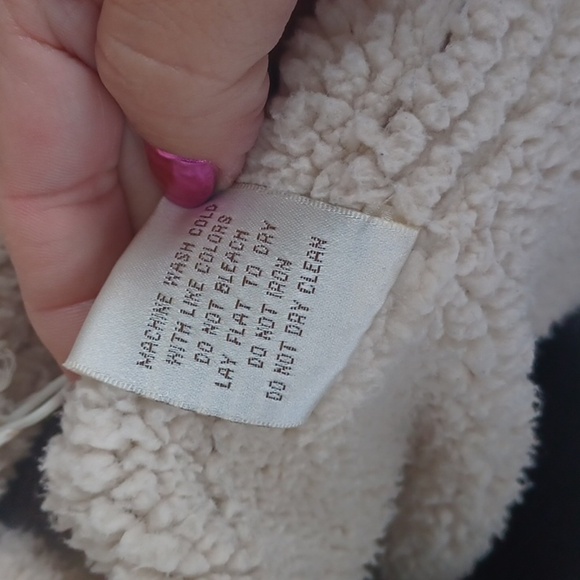 MACHINE WASH COLD
WITH LIKE COLORS
DO NOT BLEACH
LAY FLAT TO DRY
DO NOT IRON
DO NOT DRY CLEAN